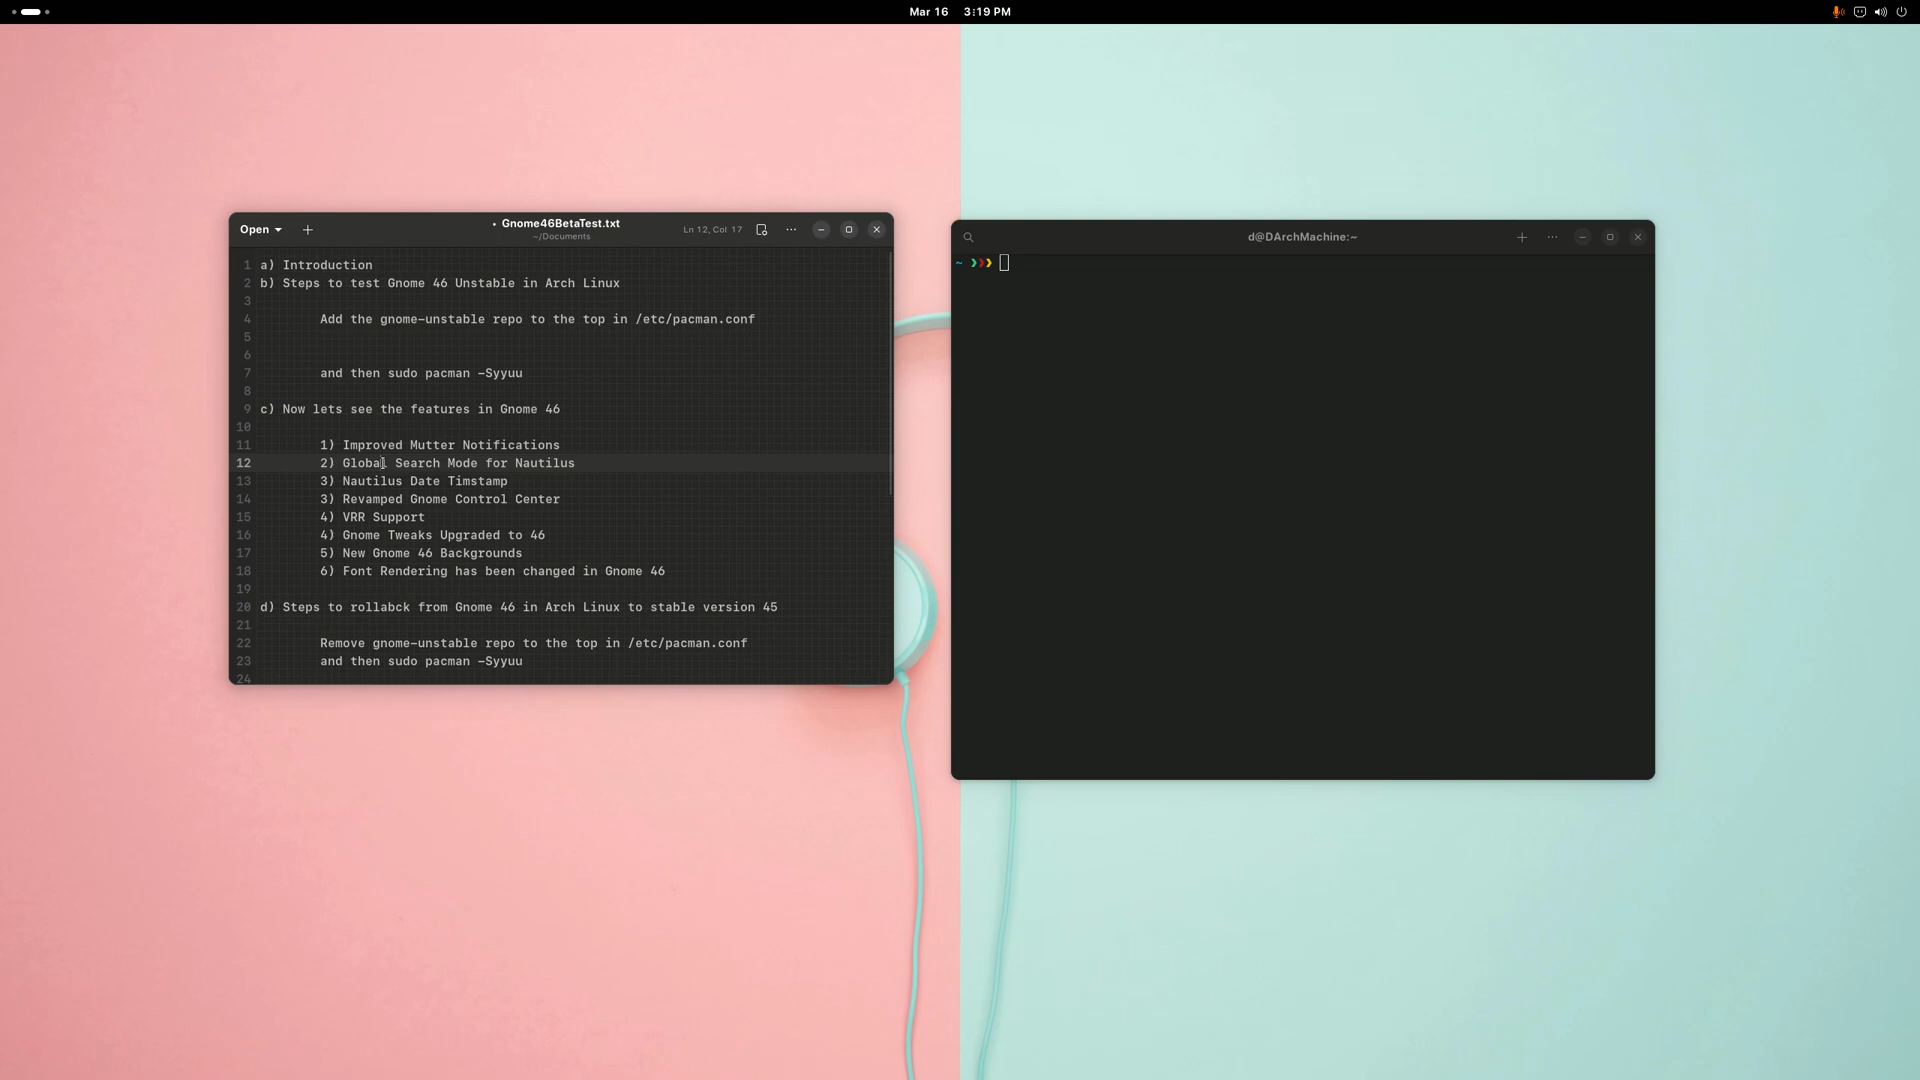 Mar 16 3:19 PM
Open
• Gnome46BetaTest.txt
~/Documents
Ln 12, Col 17
1 a) Introduction
2 b) Steps to test Gnome 46 Unstable in Arch Linux
3
4 Add the gnome-unstable repo to the top in /etc/pacman.conf
5
6
7 and then sudo pacman -Syyuu
8
9 c) Now lets see the features in Gnome 46
10
11 1) Improved Mutter Notifications
12 2) Global Search Mode for Nautilus
13 3) Nautilus Date Timstamp
14 3) Revamped Gnome Control Center
15 4) VRR Support
16 4) Gnome Tweaks Upgraded to 46
17 5) New Gnome 46 Backgrounds
18 6) Font Rendering has been changed in Gnome 46
19
20 d) Steps to rollabck from Gnome 46 in Arch Linux to stable version 45
21
22 Remove gnome-unstable repo to the top in /etc/pacman.conf
23 and then sudo pacman -Syyuu
24
d@DArchMachine:~
~ ❯❯❯